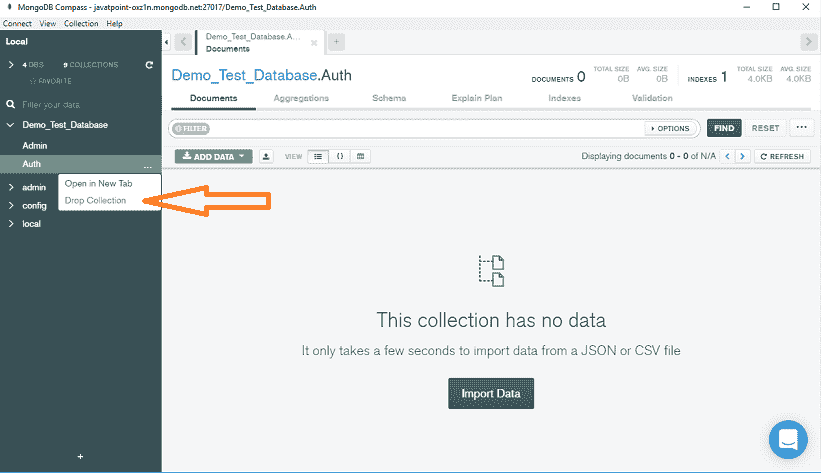 MongoDB Compass - javatpoint-oxz1n.mongodb.net:27017/Demo_Test_Database.Auth
Connect View Collection Help
Local
4 DBS 9 COLLECTIONS
FAVORITE
Filter your data
Demo_Test_Database
Admin
Auth
...
Open in New Tab
Drop Collection
admin
config
local
+
Demo_Test_Database.A...
Documents
+
Demo_Test_Database.Auth
DOCUMENTS 0
TOTAL SIZE
0B
AVG. SIZE
0B
INDEXES 1
TOTAL SIZE
4.0KB
AVG. SIZE
4.0KB
Documents Aggregations Schema Explain Plan Indexes Validation
FILTER
OPTIONS
FIND
RESET
...
ADD DATA
VIEW
{}
Displaying documents 0 - 0 of N/A
REFRESH
This collection has no data
It only takes a few seconds to import data from a JSON or CSV file
Import Data